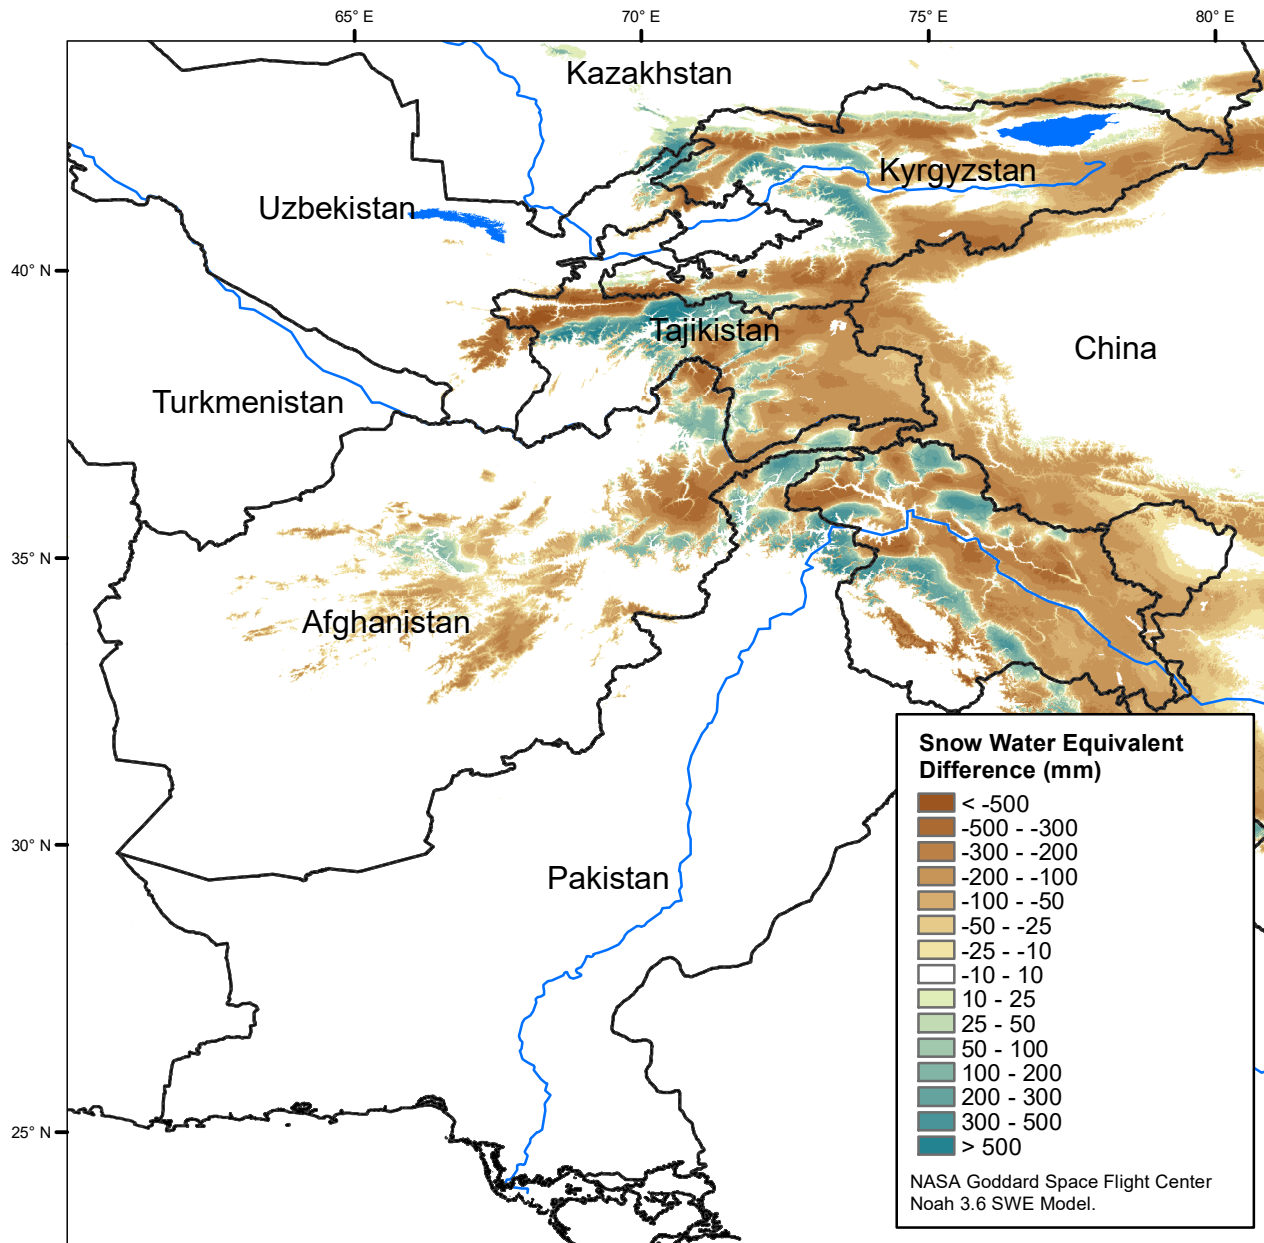 65° E
70° E
75° E
80° E
Kazakhstan
Kyrgyzstan
Uzbekistan
40° N
Tajikistan
China
Turkmenistan
35° N
Afghanistan
30° N
Pakistan
25° N
Snow Water Equivalent
Difference (mm)
< -500
-500 - -300
-300 - -200
-200 - -100
-100 - -50
-50 - -25
-25 - -10
-10 - 10
10 - 25
25 - 50
50 - 100
100 - 200
200 - 300
300 - 500
> 500
NASA Goddard Space Flight Center
Noah 3.6 SWE Model.